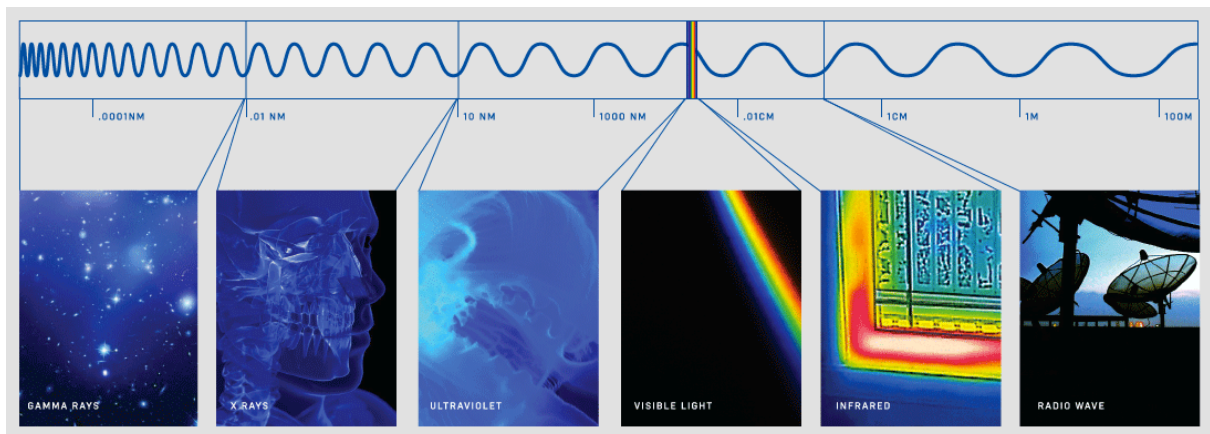 .0001NM
.01 NM
10 NM
1000 NM
.01CM
1CM
1M
100M
GAMMA RAYS
X RAYS
ULTRAVIOLET
VISIBLE LIGHT
INFRARED
RADIO WAVE